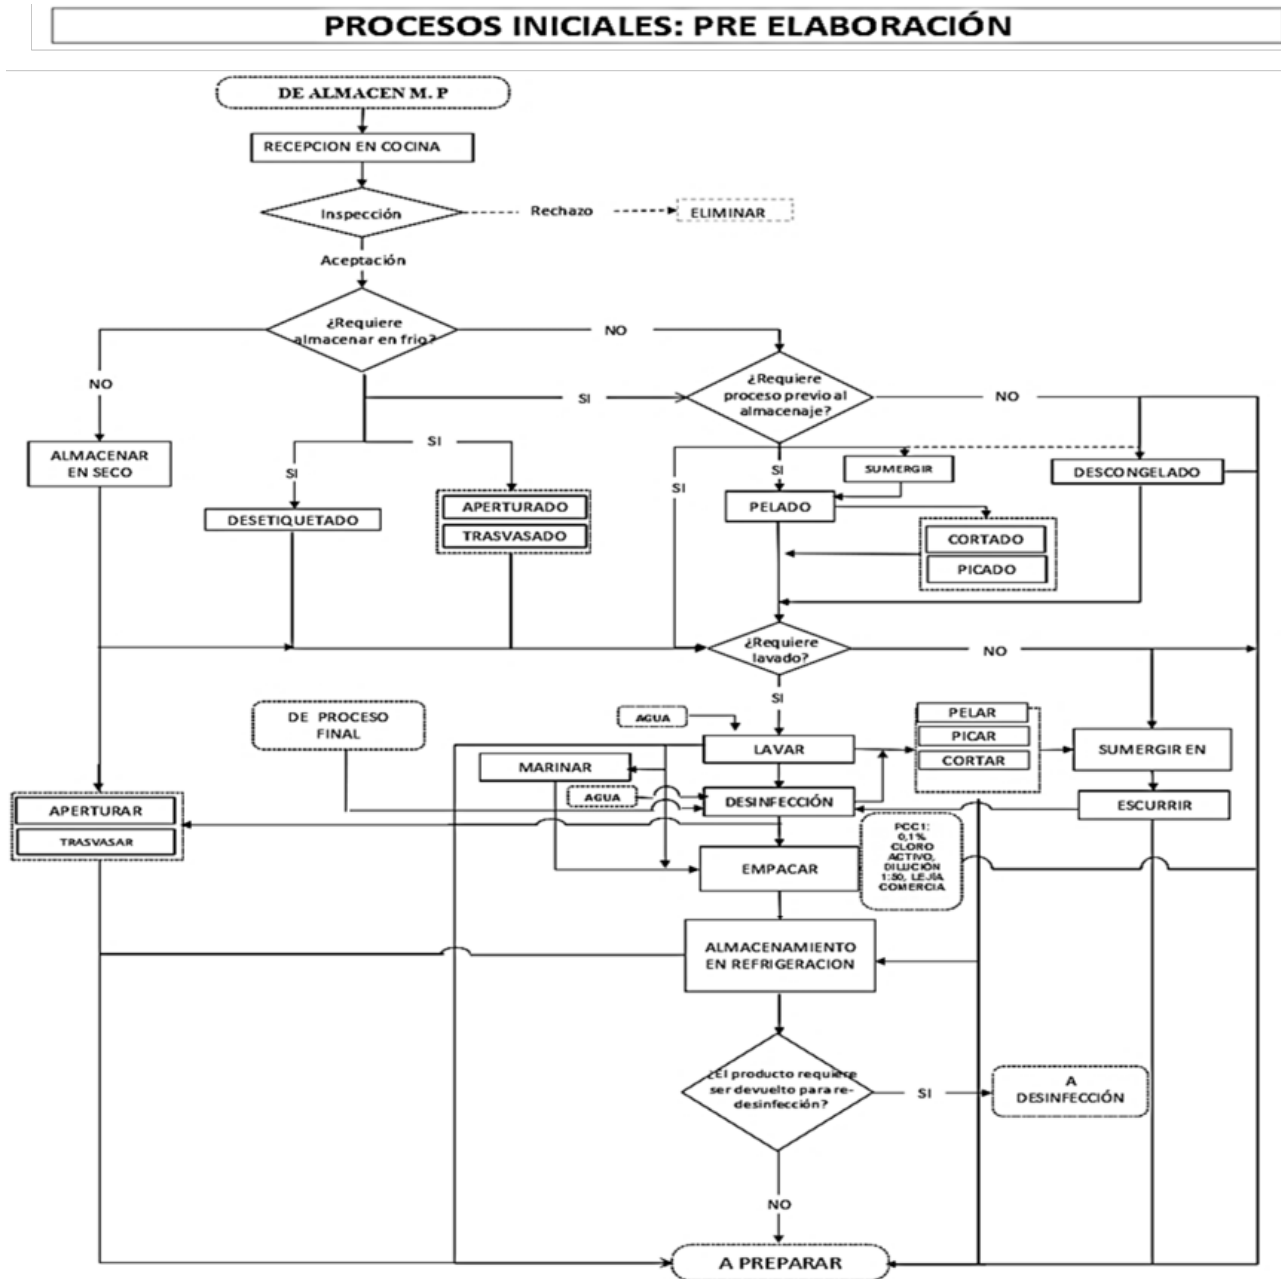 PROCESOS INICIALES: PRE ELABORACIÓN
DE ALMACEN M. P
RECEPCION EN COCINA
Inspección
Rechazo
ELIMINAR
Aceptación
¿Requiere
almacenar en frio?
NO
NO
¿Requiere
proceso previo al
almacenaje?
SI
NO
ALMACENAR
EN SECO
SI
SI
DESETIQUETADO
APERTURADO
TRASVASADO
SI
SI
SUMERGIR
DESCONGELADO
PELADO
CORTADO
PICADO
¿Requiere
lavado?
NO
SI
DE PROCESO
FINAL
AGUA
LAVAR
PELAR
PICAR
CORTAR
SUMERGIR EN
MARINAR
AGUA
DESINFECCIÓN
ESCURRIR
APERTURAR
TRASVASAR
PCC1:
0,1%
CLORO
ACTIVO,
DILUCIÓN
1:50, LEJIA
COMERCIA
EMPACAR
ALMACENAMIENTO
EN REFRIGERACION
¿El producto requiere
ser devuelto para re-
desinfección?
SI
A
DESINFECCIÓN
NO
A PREPARAR